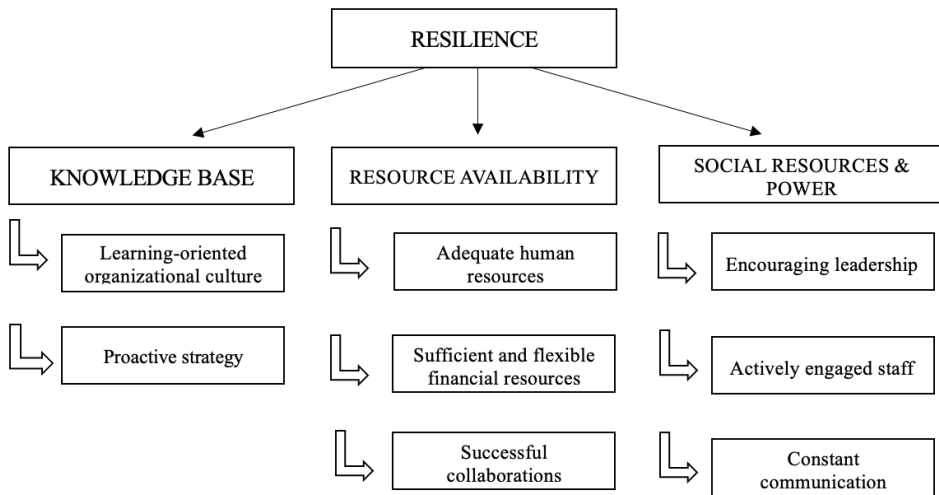 RESILIENCE
KNOWLEDGE BASE
RESOURCE AVAILABILITY
SOCIAL RESOURCES &
POWER
Learning-oriented
organizational culture
Proactive strategy
Adequate human
resources
Sufficient and flexible
financial resources
Successful
collaborations
Encouraging leadership
Actively engaged staff
Constant
communication